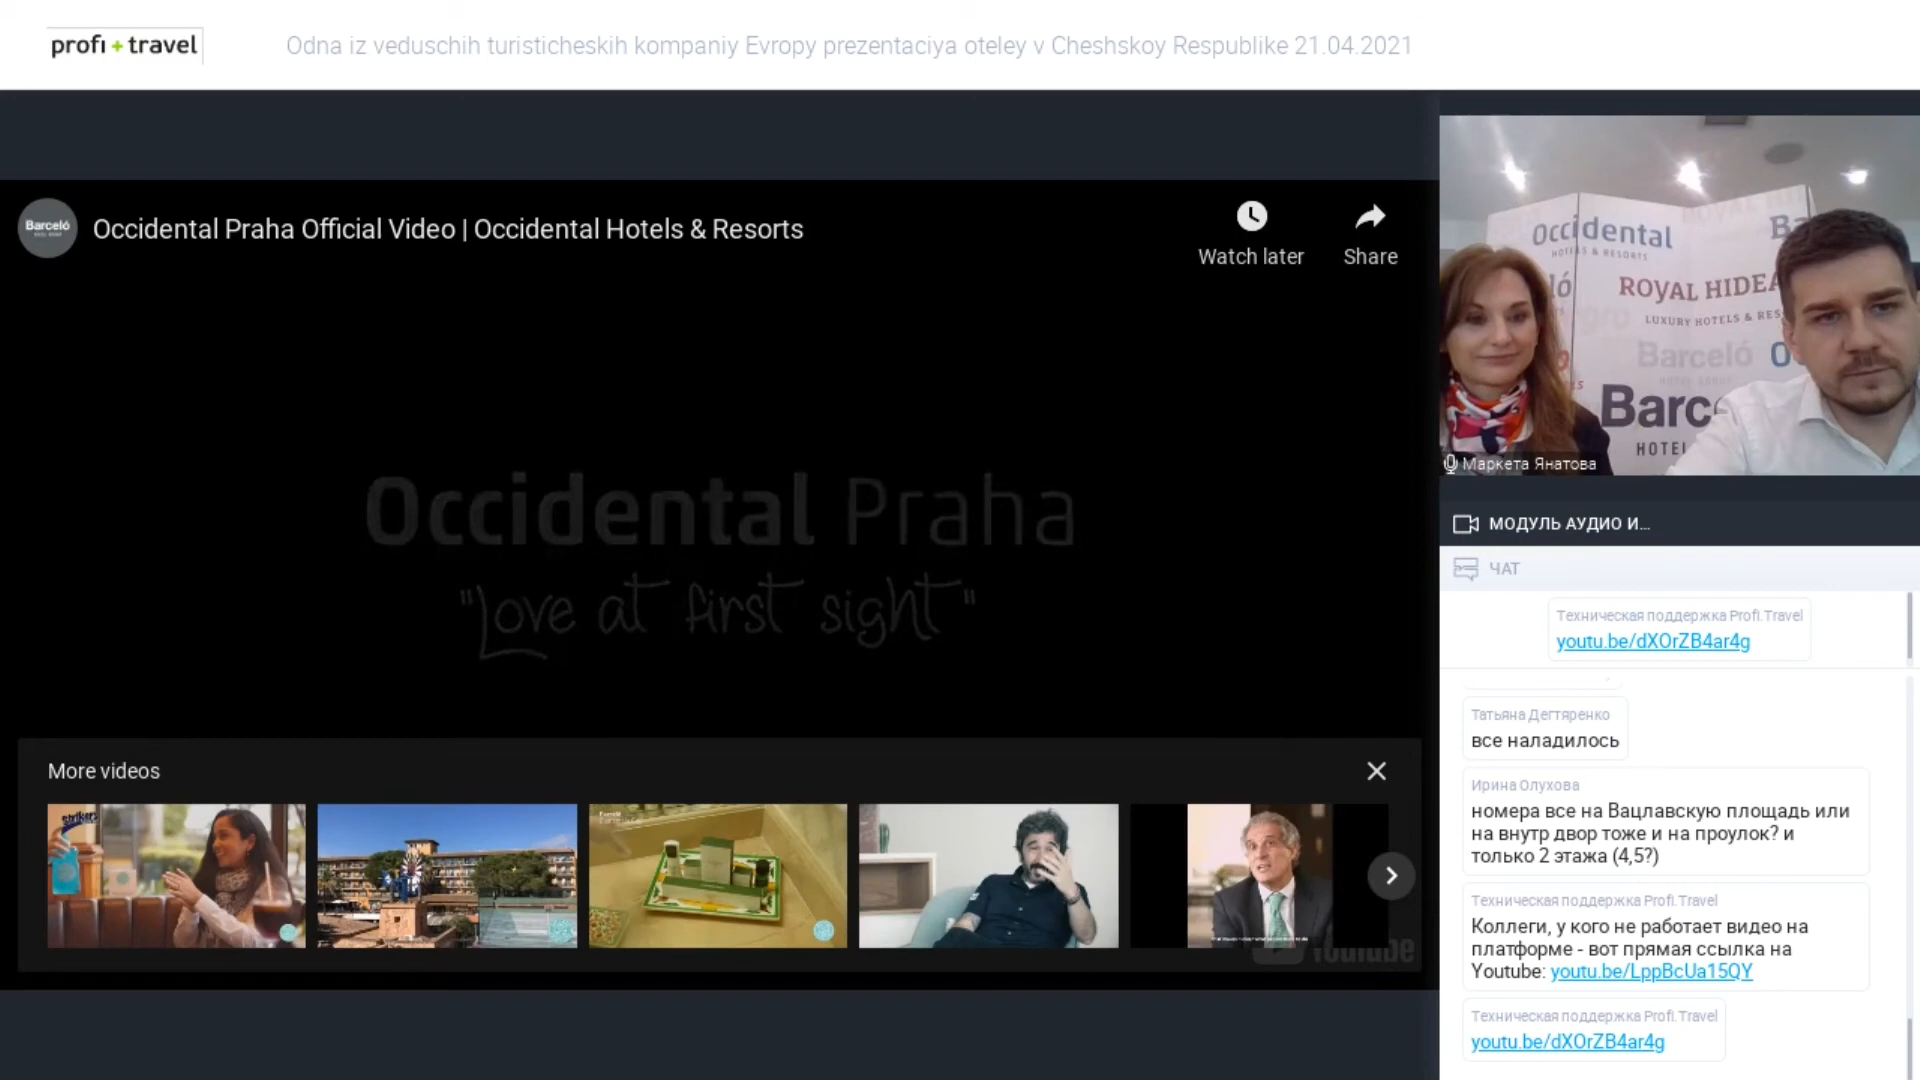 profi + travel
Odna iz veduschih turisticheskih kompaniy Evropy prezentaciya oteley v Cheshskoy Respublike 21.04.2021
Barceló
Occidental Praha Official Video | Occidental Hotels & Resorts
Watch later
Share
Occidental Praha
"Love at first sight"
More videos
strikers
YouTube
Occidental
HOTELS & RESORTS
ROYAL HIDEA
LUXURY HOTELS & RES
Barceló
Barc
HOTEL
Маркета Янатова
МОДУЛЬ АУДИО И...
ЧАТ
Техническая поддержка Profi.Travel
youtu.be/dXOrZB4ar4g
Татьяна Дегтяренко
все наладилось
Ирина Олухова
номера все на Вацлавскую площадь или
на внутр двор тоже и на проулок? и
только 2 этажа (4,5?)
Техническая поддержка Profi.Travel
Коллеги, у кого не работает видео на
платформе - вот прямая ссылка на
Youtube: youtu.be/LppBcUa15QY
Техническая поддержка Profi.Travel
youtu.be/dXOrZB4ar4g